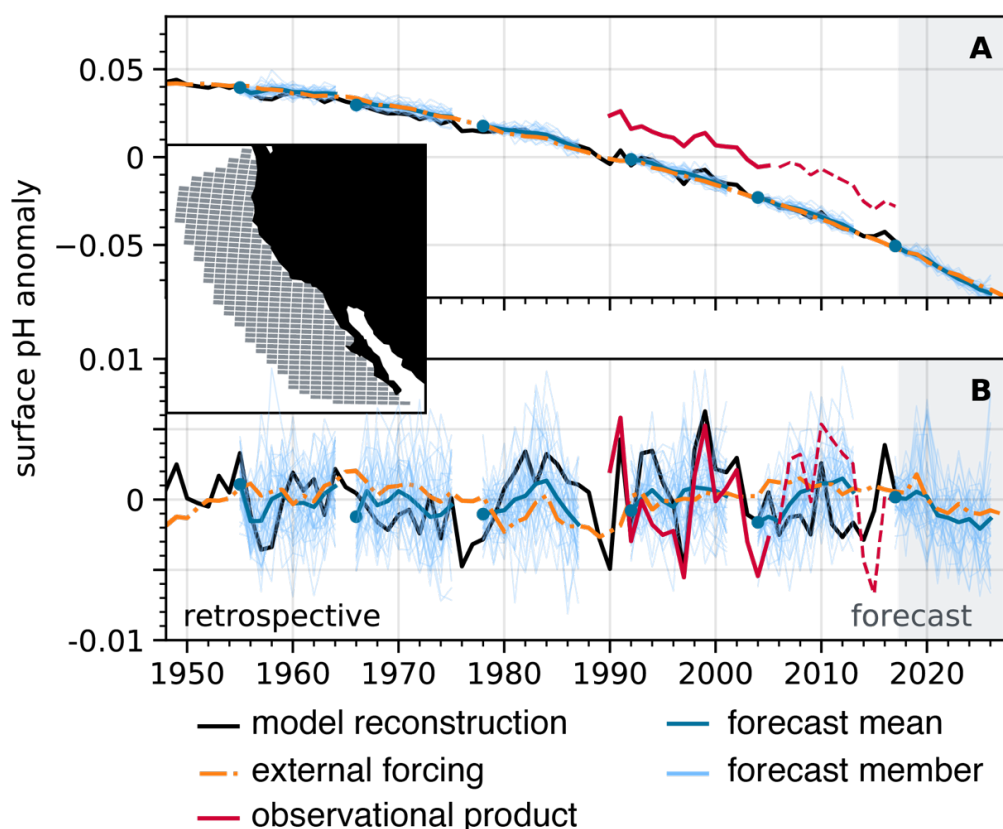 A
0.05
0
−0.05
surface pH anomaly
B
0.01
0
-0.01
retrospective
forecast
1950 1960 1970 1980 1990 2000 2010 2020
model reconstruction
forecast mean
external forcing
forecast member
observational product